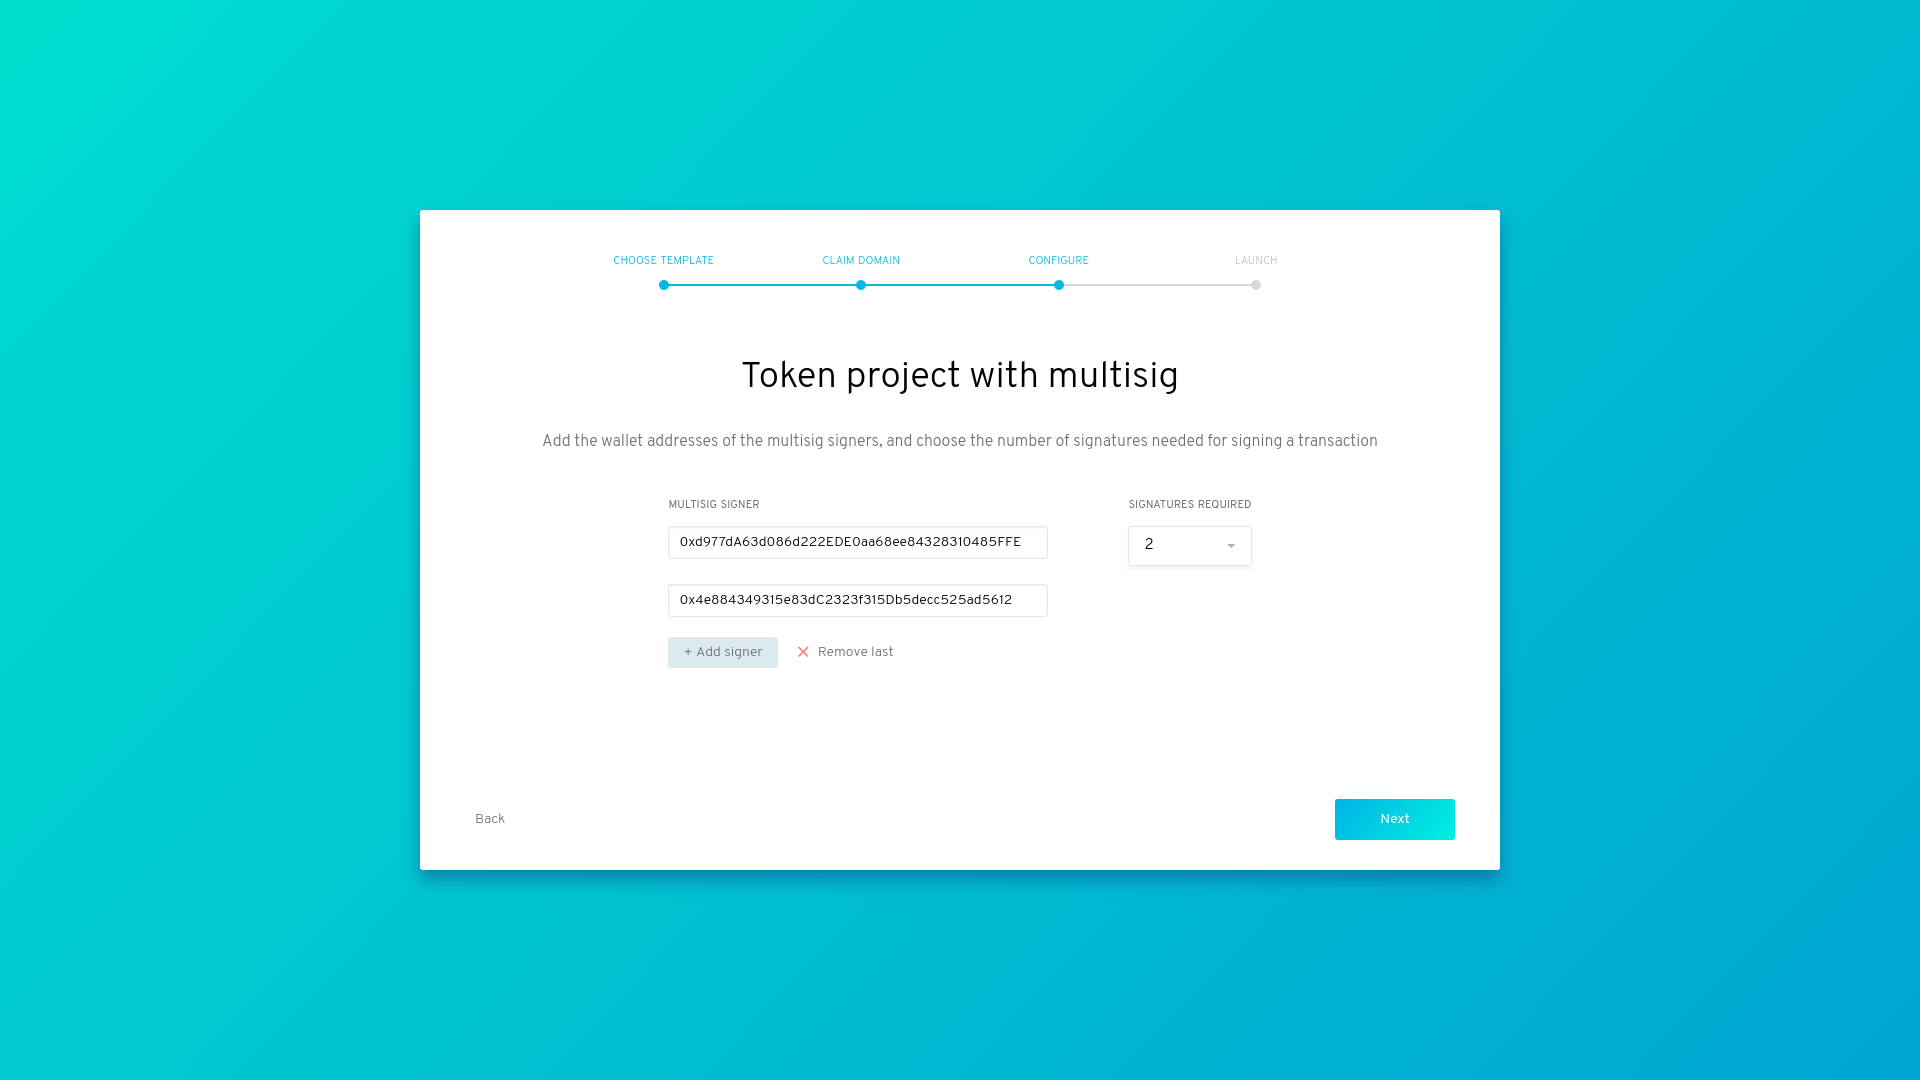 CHOOSE TEMPLATE
CLAIM DOMAIN
CONFIGURE
LAUNCH
Token project with multisig
Add the wallet addresses of the multisig signers, and choose the number of signatures needed for signing a transaction
MULTISIG SIGNER
SIGNATURES REQUIRED
0xd977dA63d086d222EDE0aa68ee84328310485FFE
2
0x4e884349315e83dC2323f315Db5decc525ad5612
+ Add signer
Remove last
Back
Next